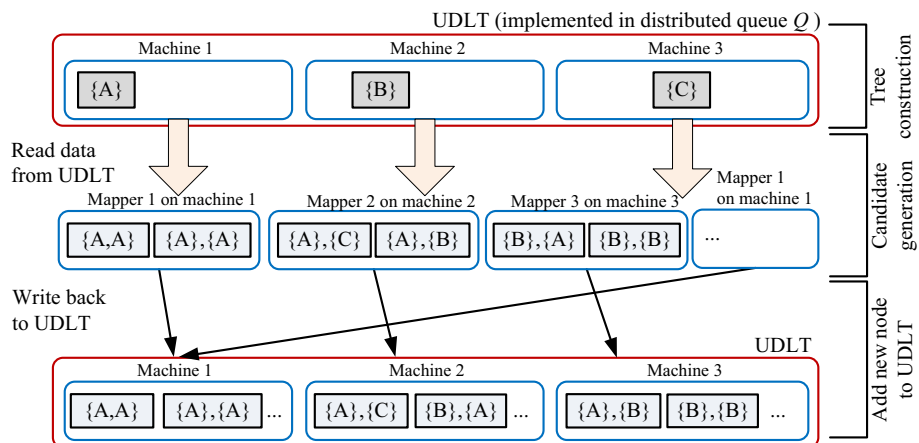 UDLT (implemented in distributed queue Q )
Machine 1
Machine 2
Machine 3
{A}
{B}
{C}
Tree
construction
Read data
from UDLT
Mapper 1 on machine 1
Mapper 2 on machine 2
Mapper 3 on machine 3
Mapper 1
on machine 1
{A,A}
{A},{A}
{A},{C}
{A},{B}
{B},{A}
{B},{B}
...
Candidate
generation
Write back
to UDLT
UDLT
Machine 1
Machine 2
Machine 3
{A,A}
{A},{A}
...
{A},{C}
{B},{A}
...
{A},{B}
{B},{B}
...
Add new node
to UDLT